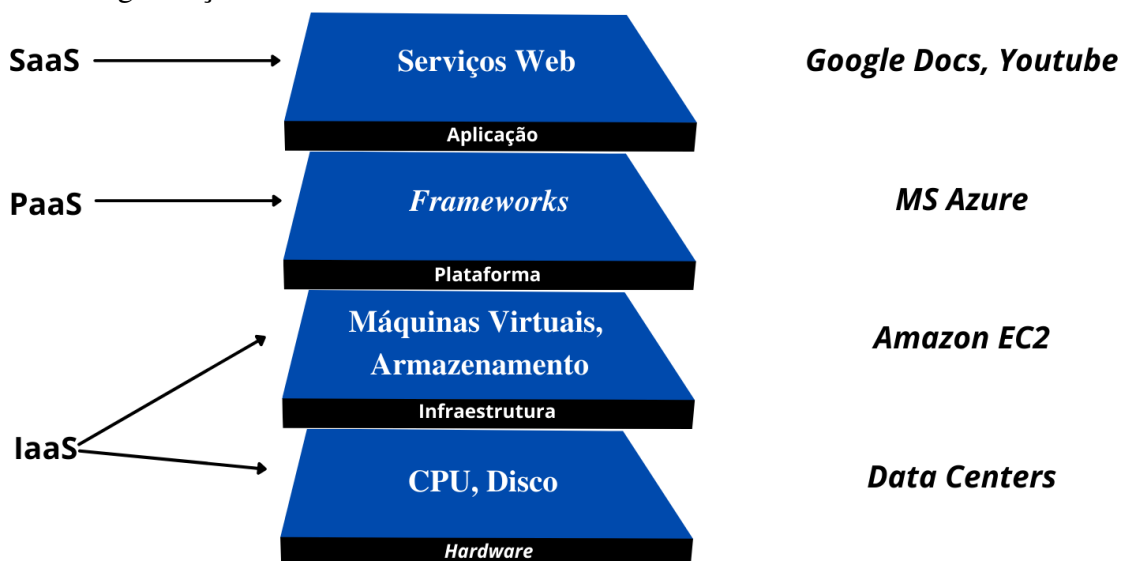 SaaS
Serviços Web
Google Docs, Youtube
Aplicação
PaaS
Frameworks
MS Azure
Plataforma
Máquinas Virtuais,
Armazenamento
Amazon EC2
Infraestrutura
IaaS
CPU, Disco
Data Centers
Hardware